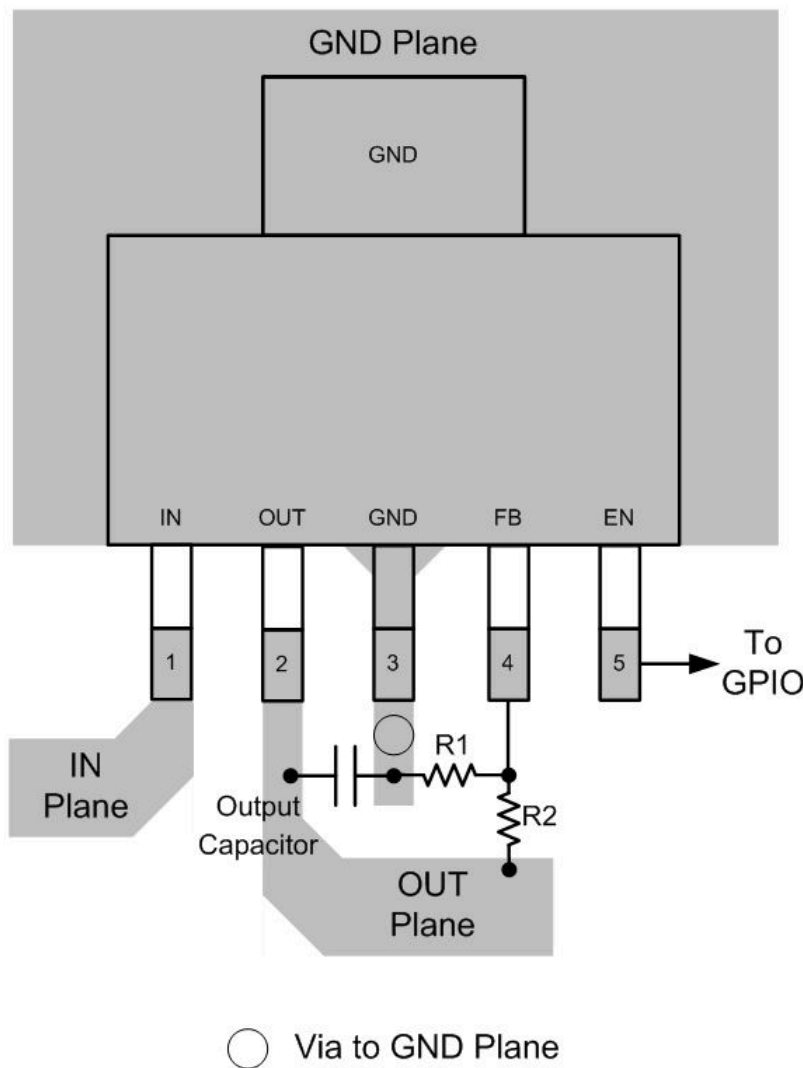 GND Plane
GND
IN
OUT
GND
FB
EN
1
2
3
4
5
To
GPIO
R1
IN
Plane
Output
Capacitor
R2
OUT
Plane
Via to GND Plane